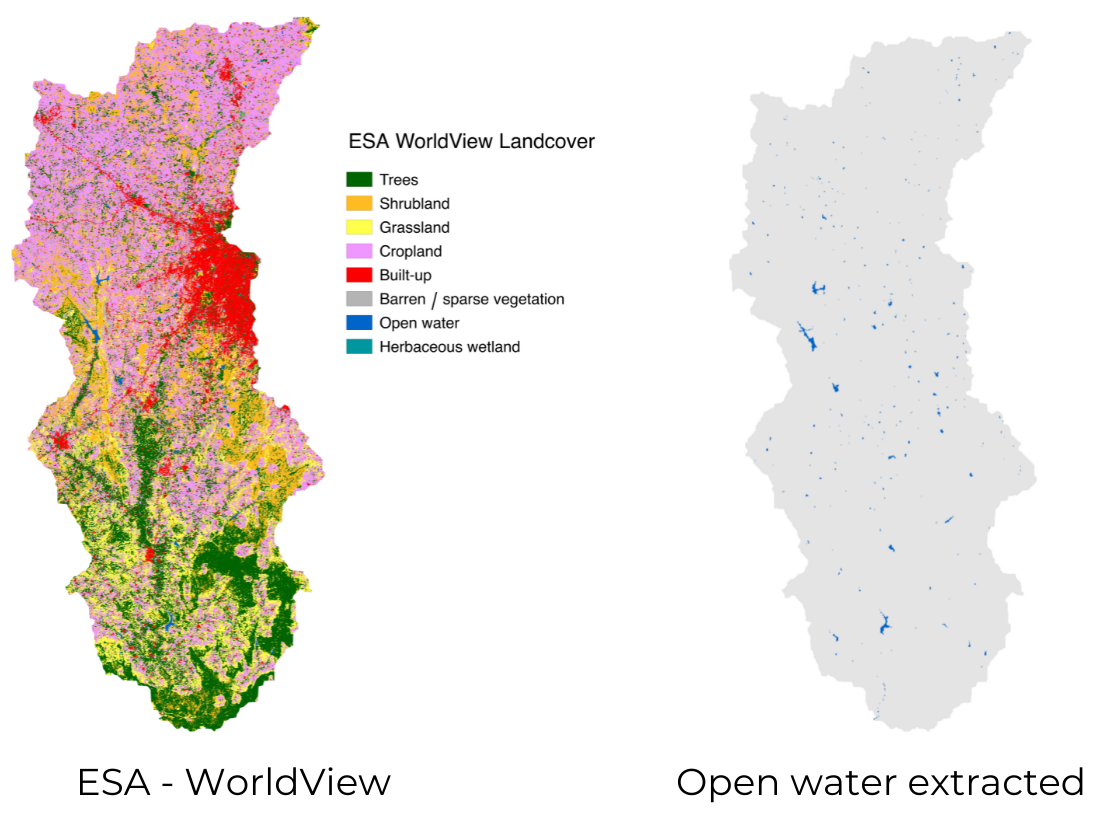 ESA WorldView Landcover
Trees
Shrubland
Grassland
Cropland
Built-up
Barren / sparse vegetation
Open water
Herbaceous wetland
ESA - WorldView
Open water extracted